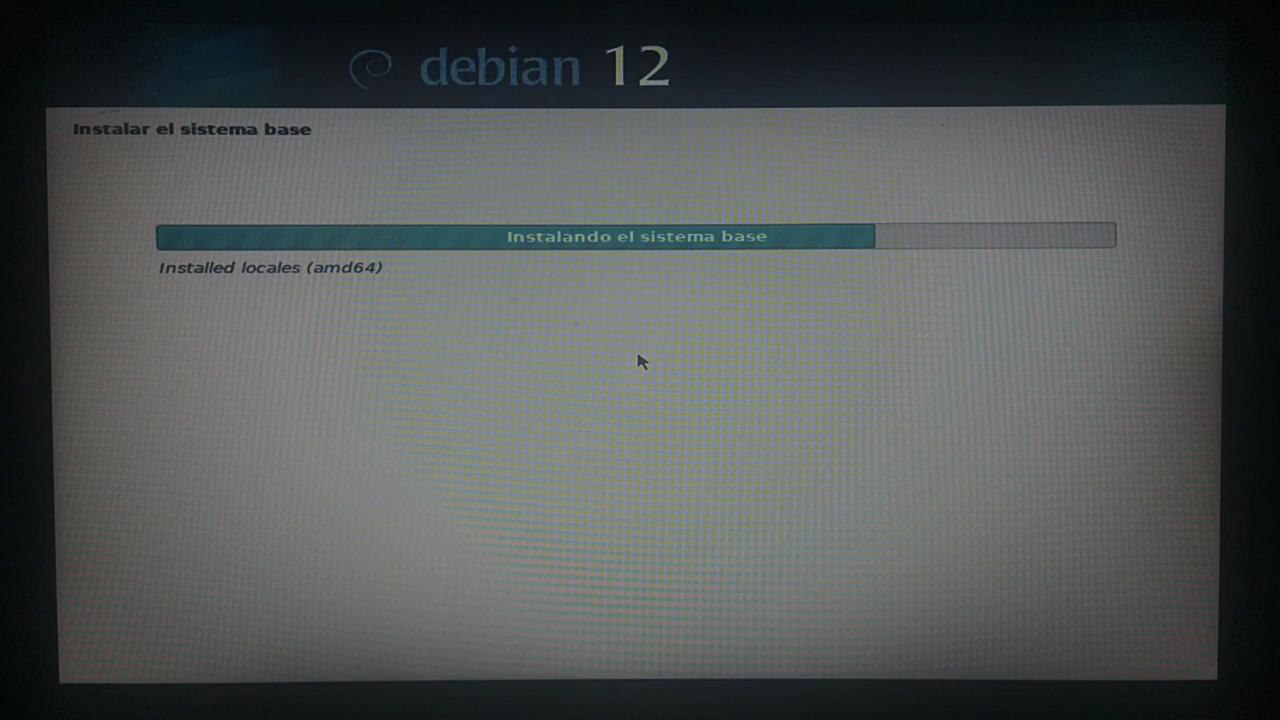 debian 12
Instalar el sistema base
Instalando el sistema base
Installed locales (amd64)